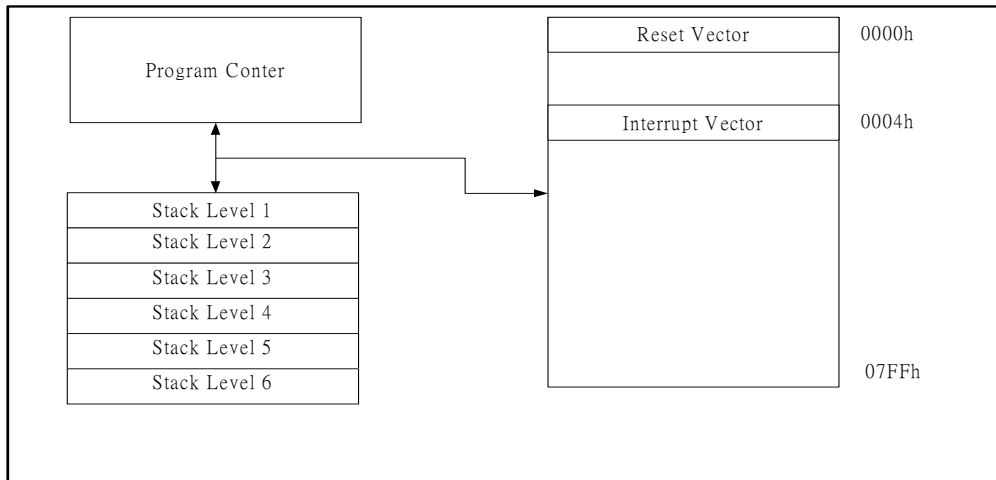 Program Conter
Stack Level 1
Stack Level 2
Stack Level 3
Stack Level 4
Stack Level 5
Stack Level 6
Reset Vector
0000h
Interrupt Vector
0004h
07FFh